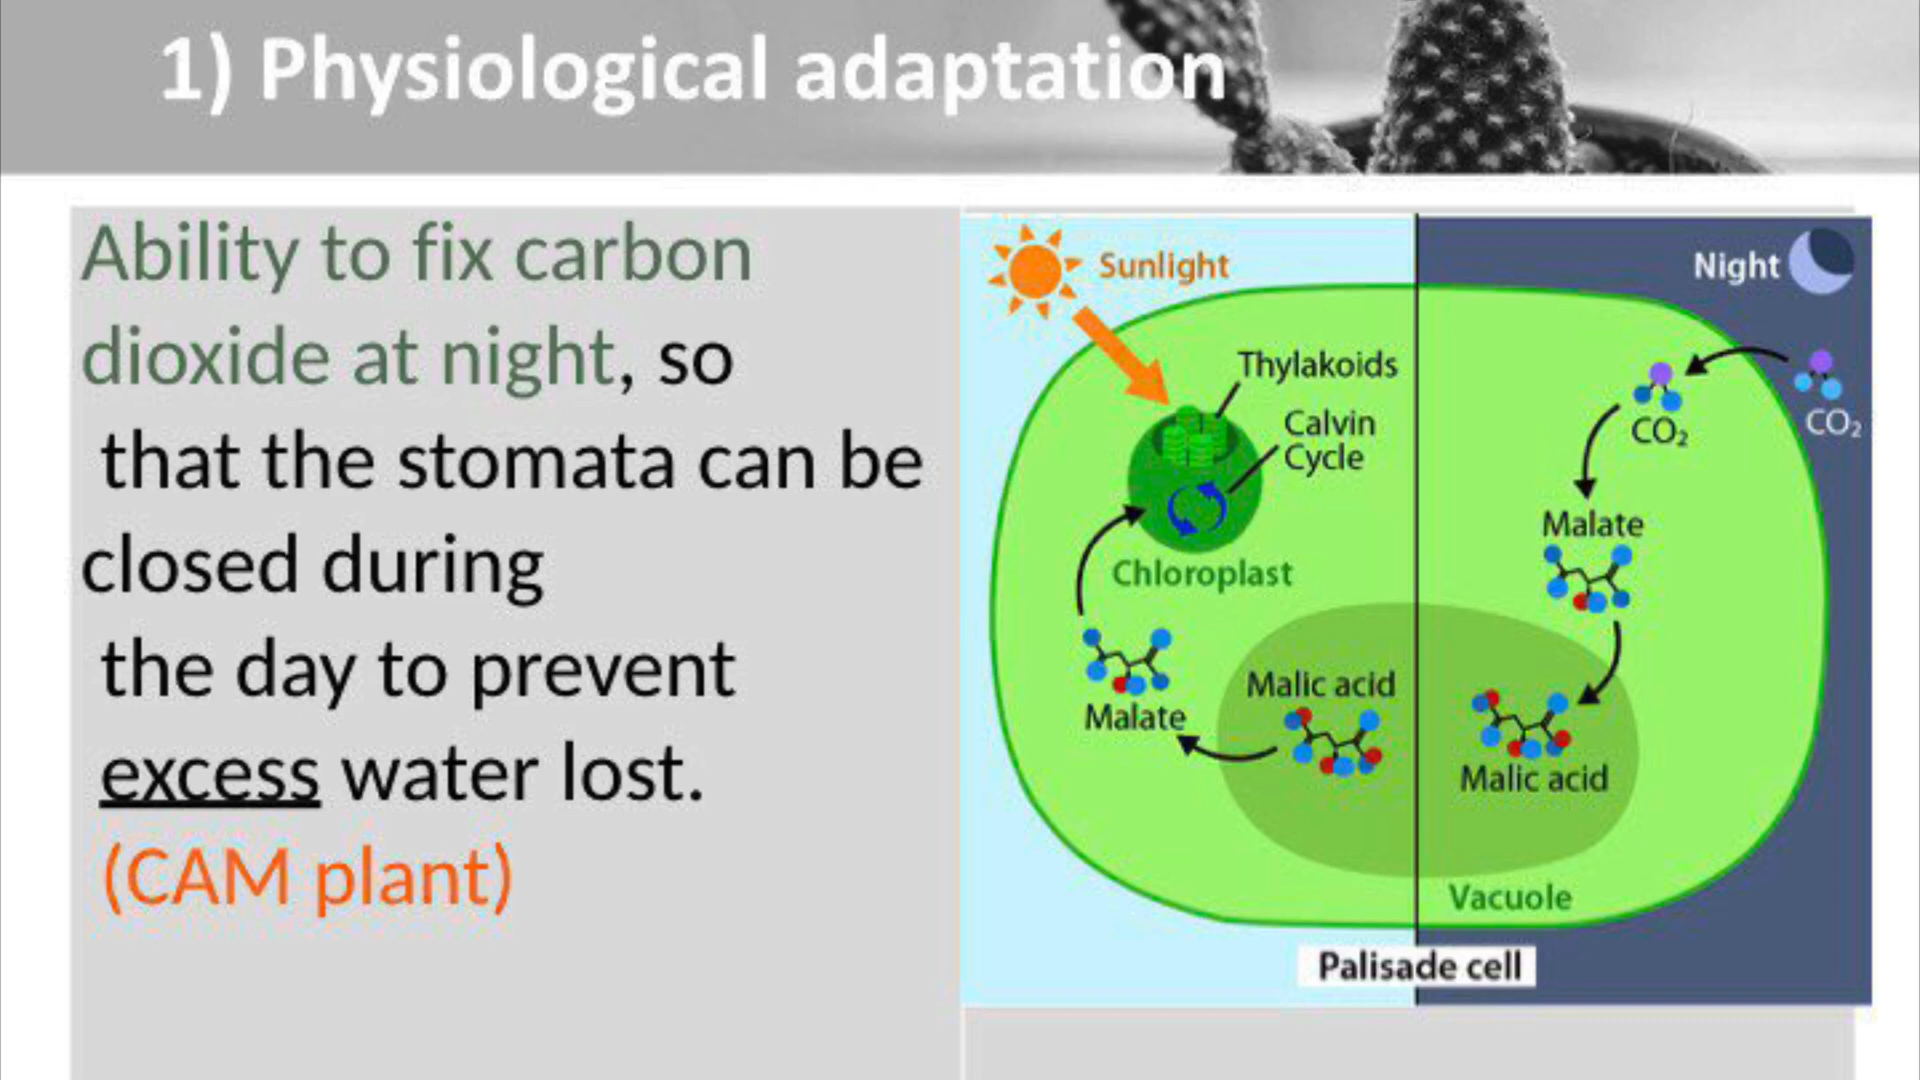 1) Physiological adaptation
Ability to fix carbon
dioxide at night, so
that the stomata can be
closed during
the day to prevent
excess water lost.
(CAM plant)
Sunlight
Night
Thylakoids
Calvin
Cycle
Chloroplast
CO₂
CO₂
Malate
Malic acid
Malate
Malic acid
Vacuole
Palisade cell